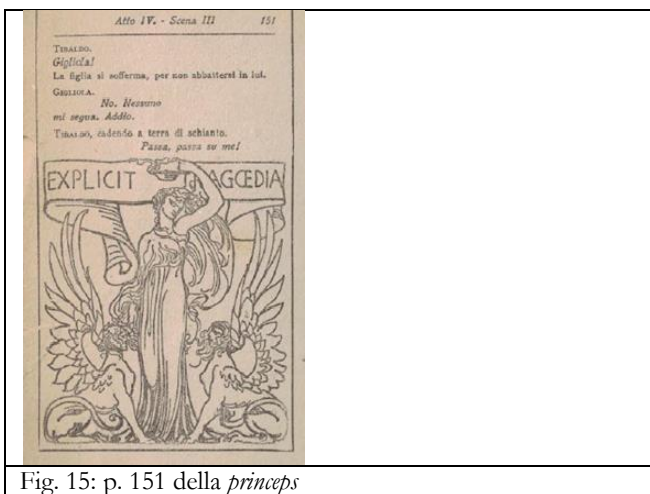 Atto IV. - Scena III 151
TIBALDO.
Gigliola!
La figlia si sofferma, per non abbattersi in lui.
GIGLIOLA.
No. Nessuno
mi segua. Addio.
TIBALDO, cadendo a terra di schianto.
Passa, passa su me!
EXPLICIT TRAGŒDIA
Fig. 15: p. 151 della princeps